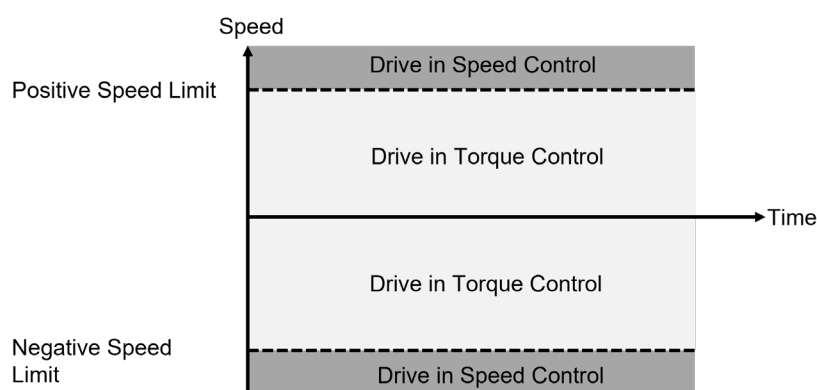 Speed
Drive in Speed Control
Positive Speed Limit
Drive in Torque Control
Time
Drive in Torque Control
Negative Speed
Limit
Drive in Speed Control